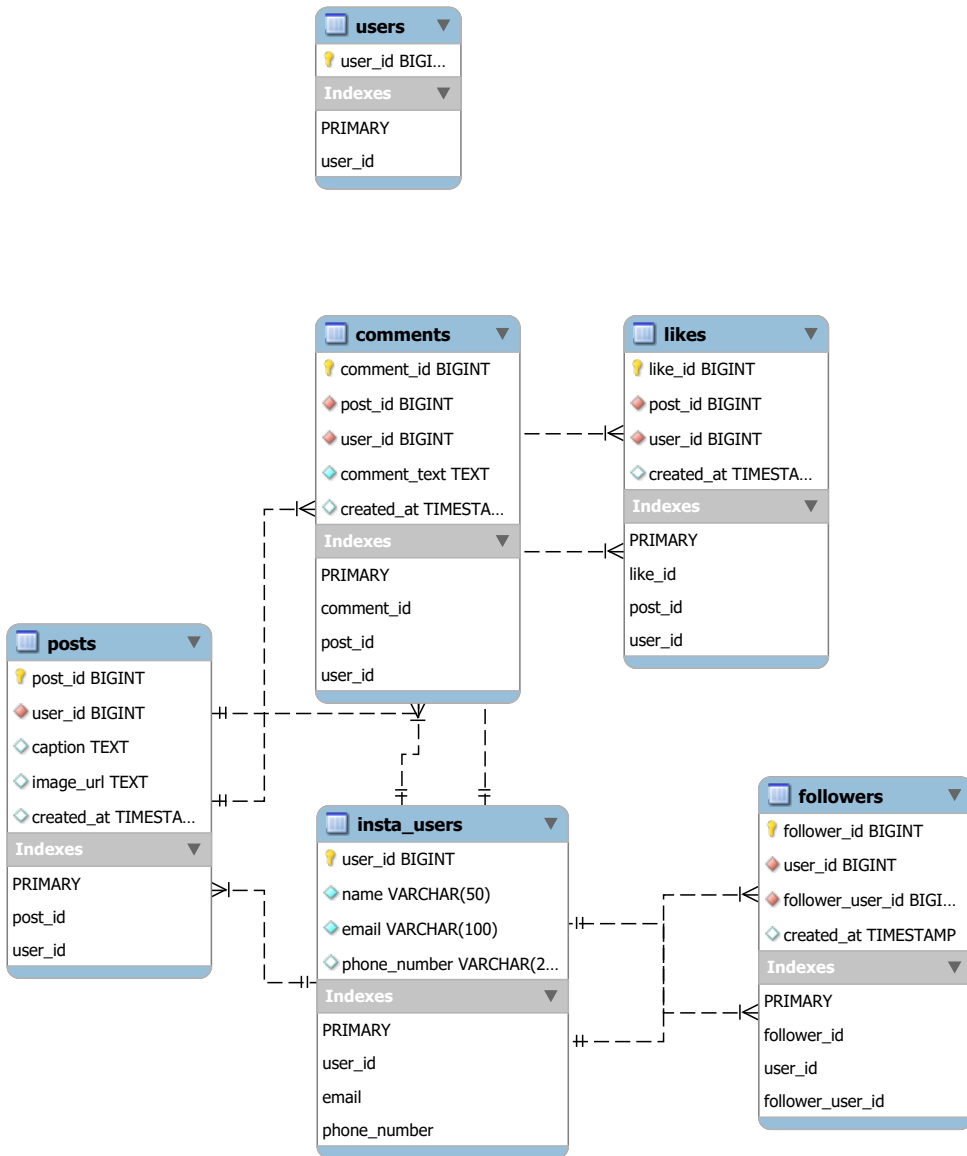 users
user_id BIGI...
Indexes
PRIMARY
user_id
comments
comment_id BIGINT
post_id BIGINT
user_id BIGINT
comment_text TEXT
created_at TIMESTA...
Indexes
PRIMARY
comment_id
post_id
user_id
likes
like_id BIGINT
post_id BIGINT
user_id BIGINT
created_at TIMESTA...
Indexes
PRIMARY
like_id
post_id
user_id
posts
post_id BIGINT
user_id BIGINT
caption TEXT
image_url TEXT
created_at TIMESTA...
Indexes
PRIMARY
post_id
user_id
insta_users
user_id BIGINT
name VARCHAR(50)
email VARCHAR(100)
phone_number VARCHAR(2...
Indexes
PRIMARY
user_id
email
phone_number
followers
follower_id BIGINT
user_id BIGINT
follower_user_id BIGI...
created_at TIMESTAMP
Indexes
PRIMARY
follower_id
user_id
follower_user_id